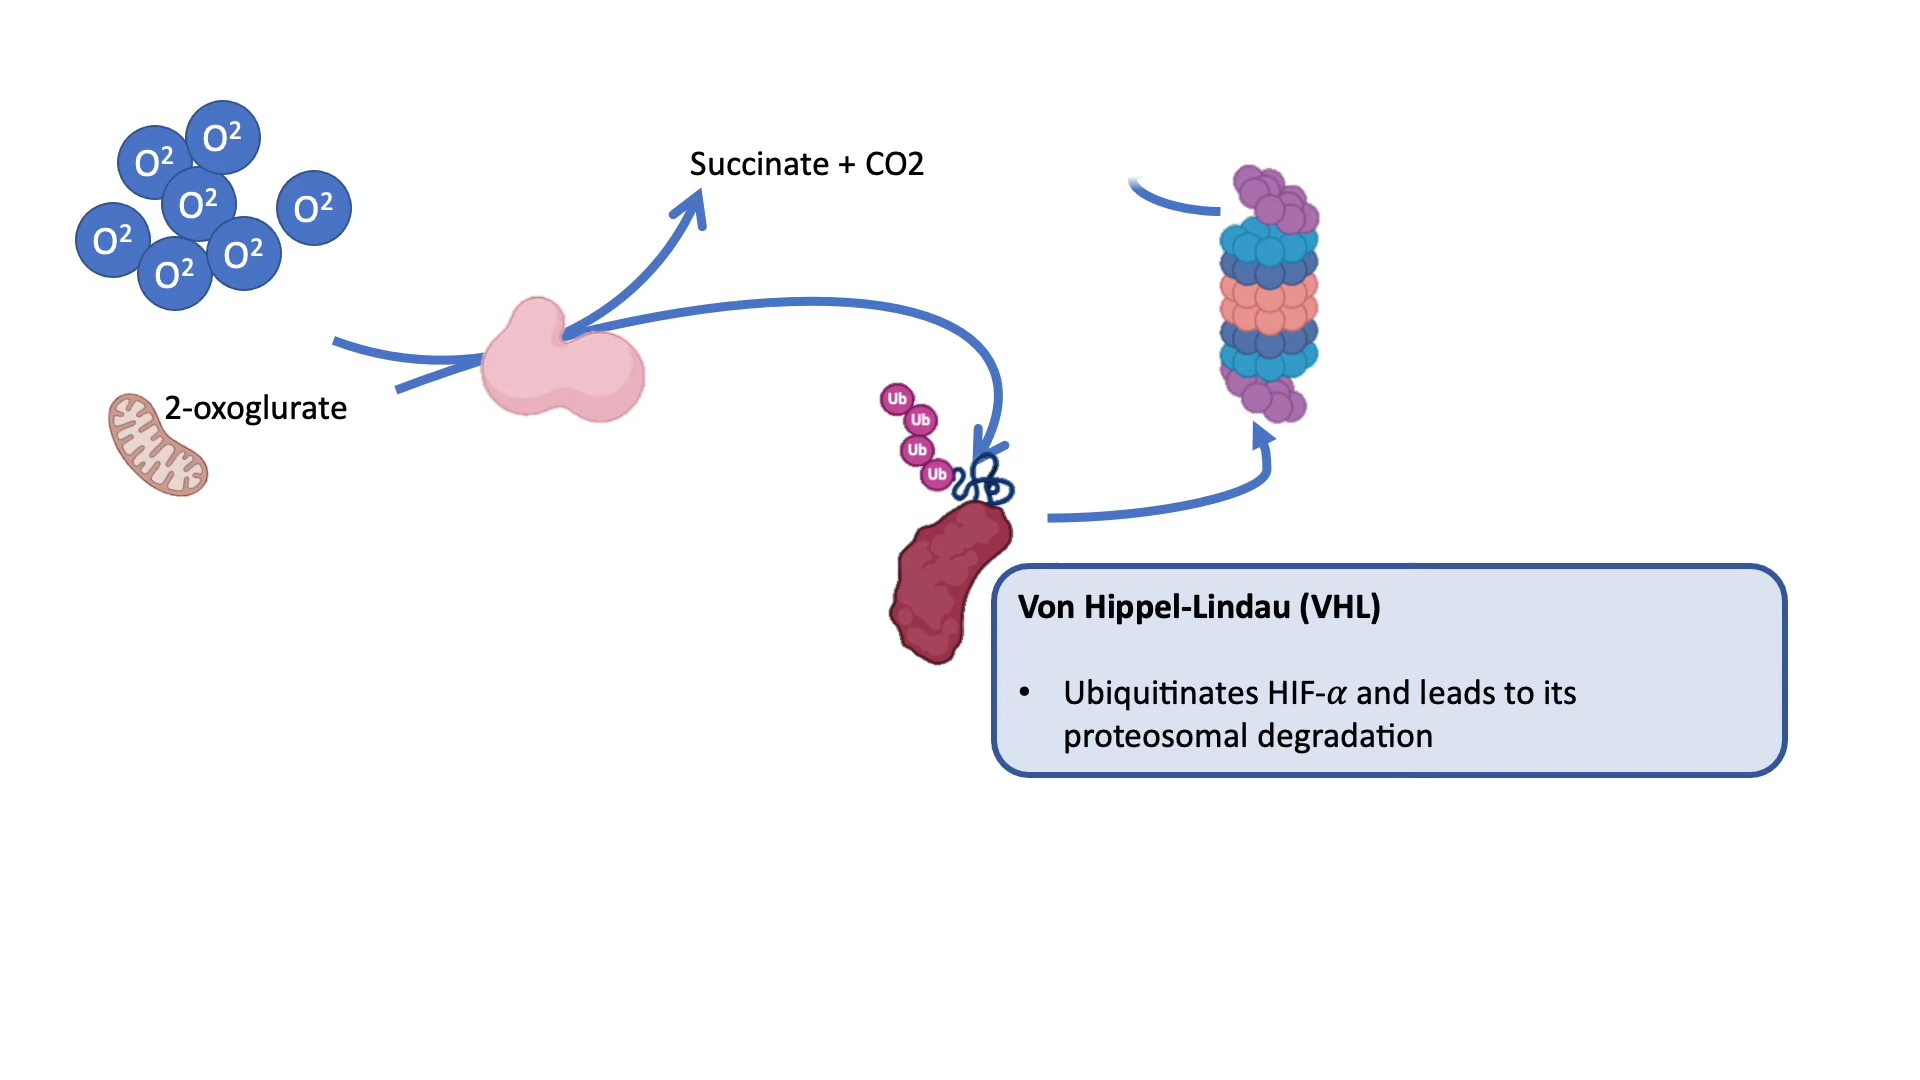 O²
O²
O²
O²
O²
O²
O²
Succinate + CO2
2-oxoglurate
Ub
Ub
Ub
Ub
Von Hippel-Lindau (VHL)
• Ubiquitinates HIF-α and leads to its
proteosomal degradation